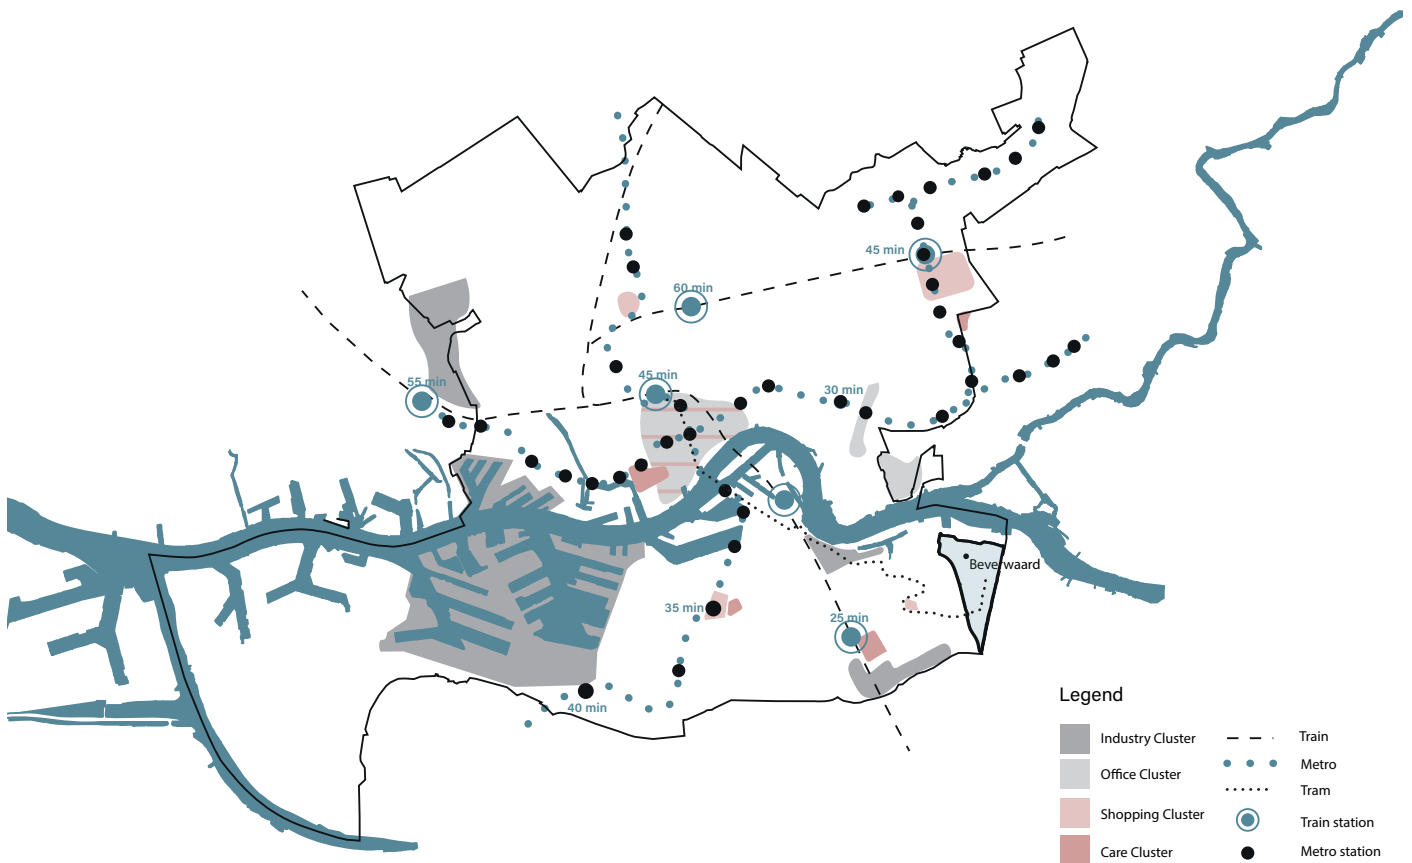 45 min
60 min
45 min
55 min
30 min
Beverwaard
35 min
25 min
40 min
Legend
Industry Cluster
Office Cluster
Shopping Cluster
Care Cluster
Train
Metro
Tram
Train station
Metro station